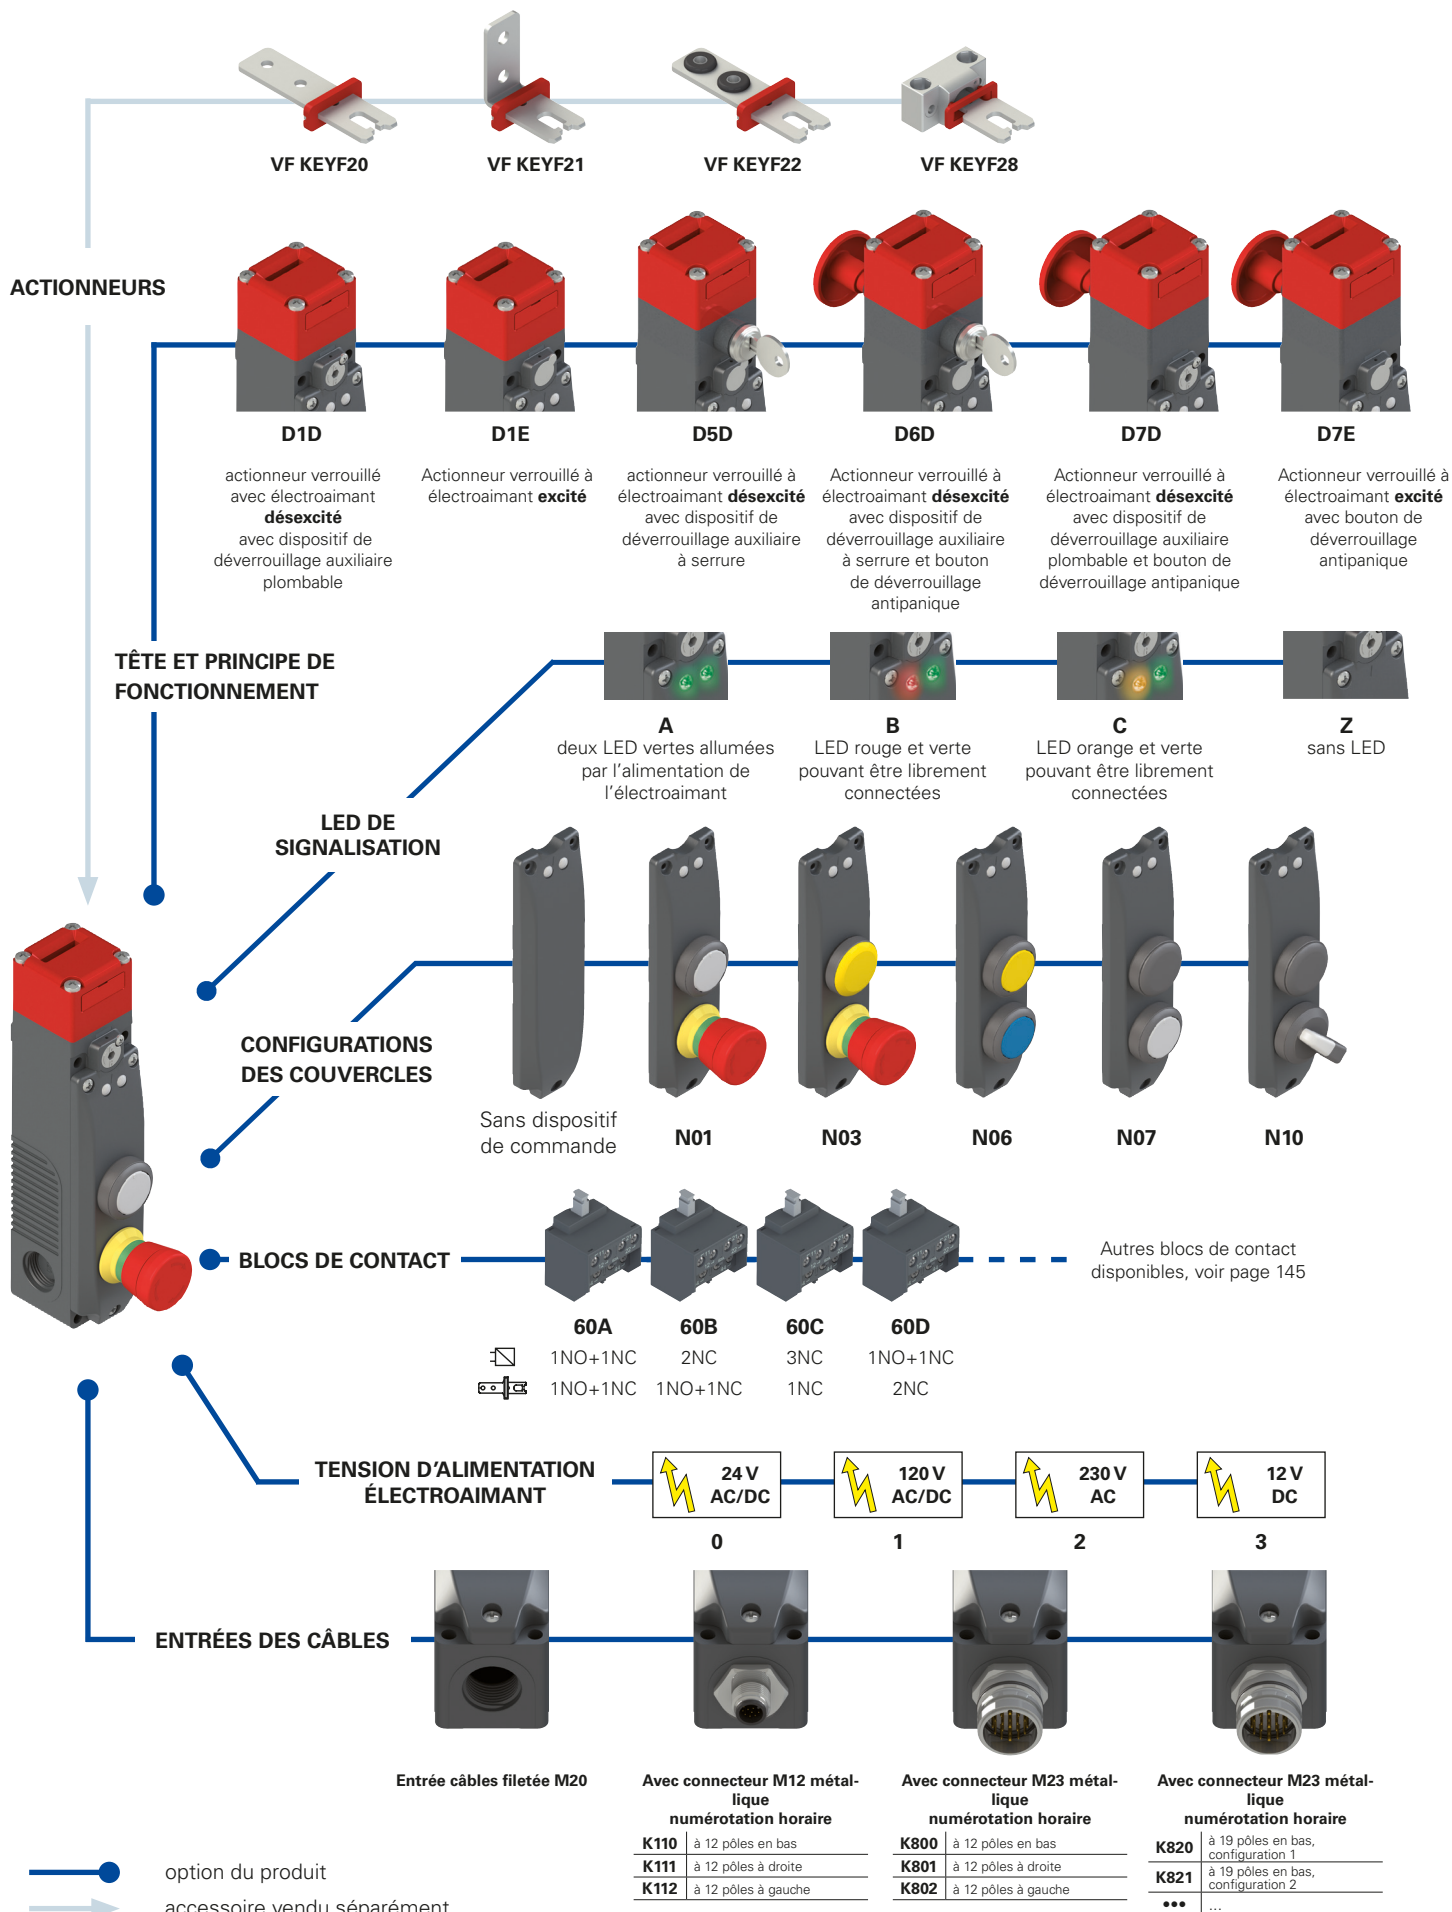 VF KEYF20
VF KEYF21
VF KEYF22
VF KEYF28
ACTIONNEURS
D1D
actionneur verrouillé
avec électroaimant
désexcité
avec dispositif de
déverrouillage auxiliaire
plombable
D1E
Actionneur verrouillé à
électroaimant excité
D5D
actionneur verrouillé à
électroaimant désexcité
avec dispositif de
déverrouillage auxiliaire
à serrure
D6D
Actionneur verrouillé à
électroaimant désexcité
avec dispositif de
déverrouillage auxiliaire
à serrure et bouton
de déverrouillage
antipanique
D7D
Actionneur verrouillé à
électroaimant désexcité
avec dispositif de
déverrouillage auxiliaire
plombable et bouton de
déverrouillage antipanique
D7E
Actionneur verrouillé à
électroaimant excité
avec bouton de
déverrouillage
antipanique
TÊTE ET PRINCIPE DE
FONCTIONNEMENT
A
deux LED vertes allumées
par l'alimentation de
l'électroaimant
B
LED rouge et verte
pouvant être librement
connectées
C
LED orange et verte
pouvant être librement
connectées
Z
sans LED
LED DE
SIGNALISATION
CONFIGURATIONS
DES COUVERCLES
Sans dispositif
de commande
N01
N03
N06
N07
N10
BLOCS DE CONTACT
Autres blocs de contact
disponibles, voir page 145
60A
60B
60C
60D
1NO+1NC
2NC
3NC
1NO+1NC
1NO+1NC
1NO+1NC
1NC
2NC
TENSION D'ALIMENTATION
ÉLECTROAIMANT
24 V
AC/DC
0
120 V
AC/DC
1
230 V
AC
2
12 V
DC
3
ENTRÉES DES CÂBLES
Entrée câbles filetée M20
Avec connecteur M12 métal-
lique
numérotation horaire
K110 à 12 pôles en bas
K111 à 12 pôles à droite
K112 à 12 pôles à gauche
Avec connecteur M23 métal-
lique
numérotation horaire
K800 à 12 pôles en bas
K801 à 12 pôles à droite
K802 à 12 pôles à gauche
Avec connecteur M23 métal-
lique
numérotation horaire
K820 à 19 pôles en bas,
configuration 1
K821 à 19 pôles en bas,
configuration 2
••• ...
option du produit
accessoire vendu séparément